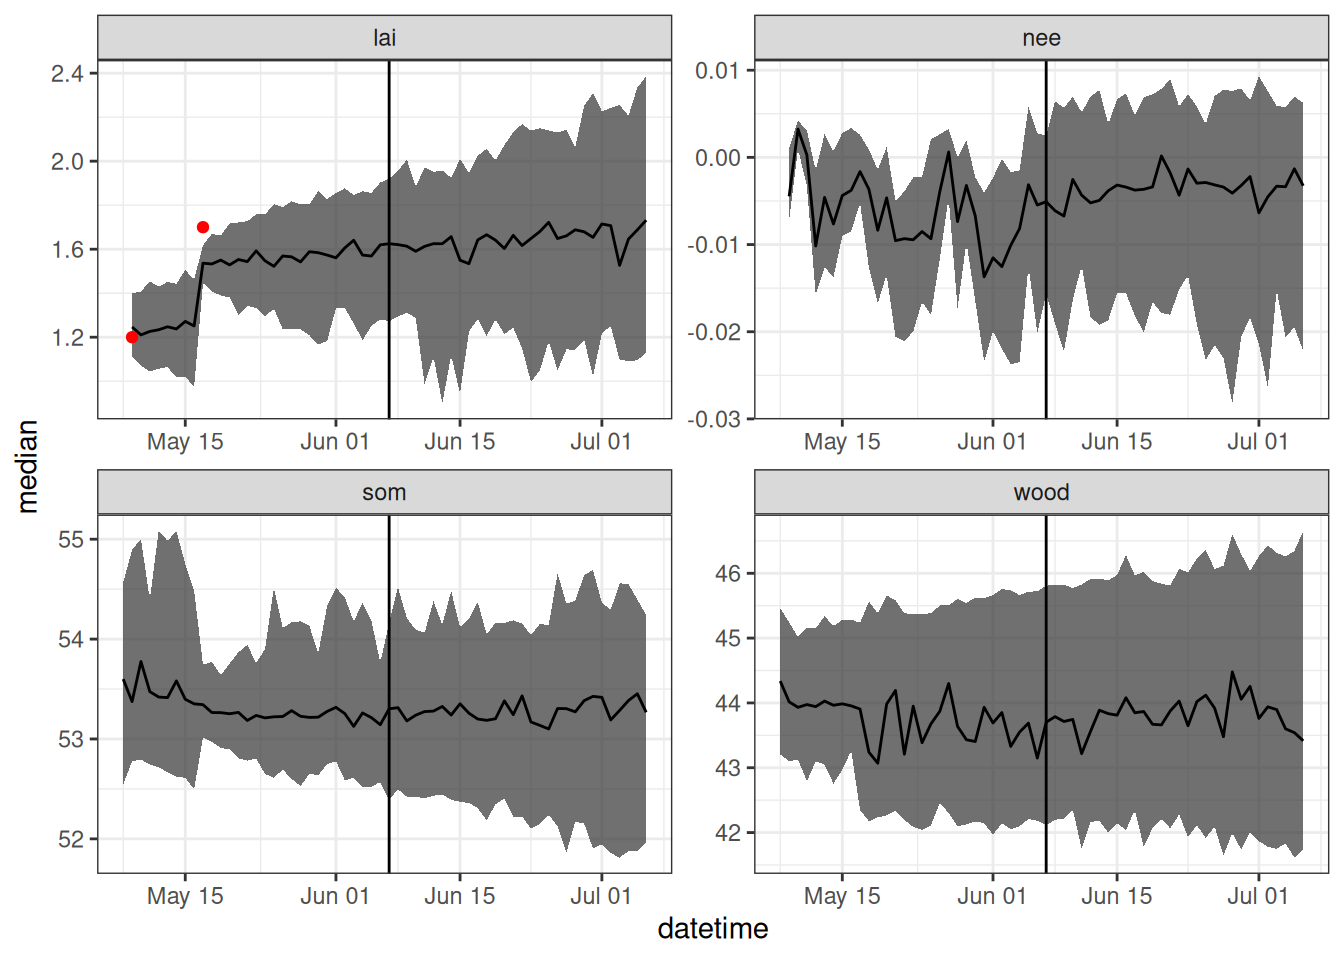 lai
nee
2.4
2.0
1.6
1.2
0.01
0.00
-0.01
-0.02
-0.03
May 15 Jun 01 Jun 15 Jul 01
May 15 Jun 01 Jun 15 Jul 01
median
som
wood
55
54
53
52
46
45
44
43
42
May 15 Jun 01 Jun 15 Jul 01
May 15 Jun 01 Jun 15 Jul 01
datetime